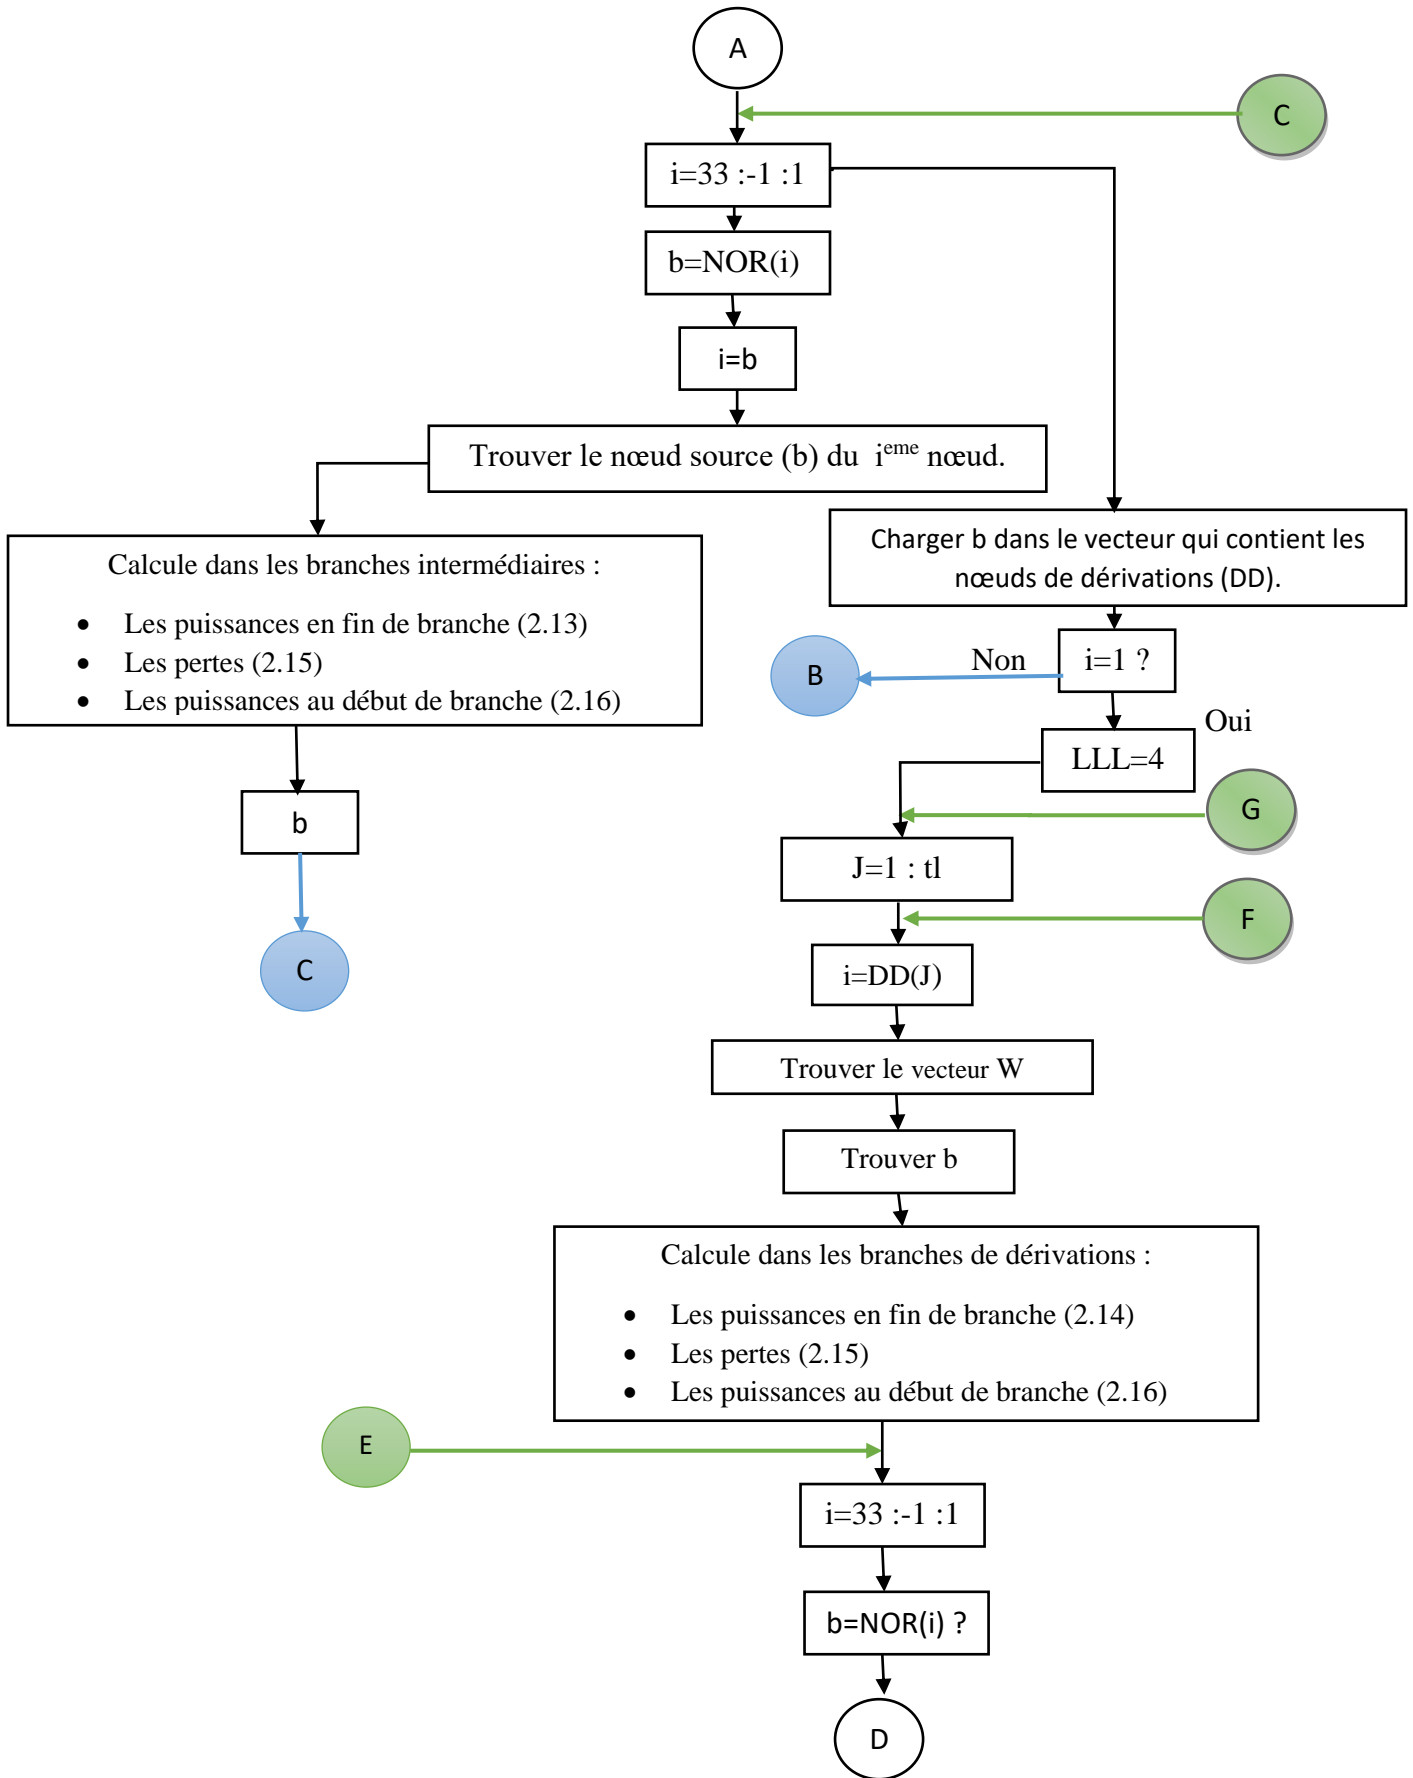 A
C
i=33 :-1 :1
b=NOR(i)
i=b
Trouver le nœud source (b) du i^eme nœud.
Calcule dans les branches intermédiaires :
• Les puissances en fin de branche (2.13)
• Les pertes (2.15)
• Les puissances au début de branche (2.16)
b
C
Charger b dans le vecteur qui contient les
nœuds de dérivations (DD).
i=1 ?
Non
B
Oui
LLL=4
G
J=1 : tl
F
i=DD(J)
Trouver le vecteur W
Trouver b
Calcule dans les branches de dérivations :
• Les puissances en fin de branche (2.14)
• Les pertes (2.15)
• Les puissances au début de branche (2.16)
E
i=33 :-1 :1
b=NOR(i) ?
D